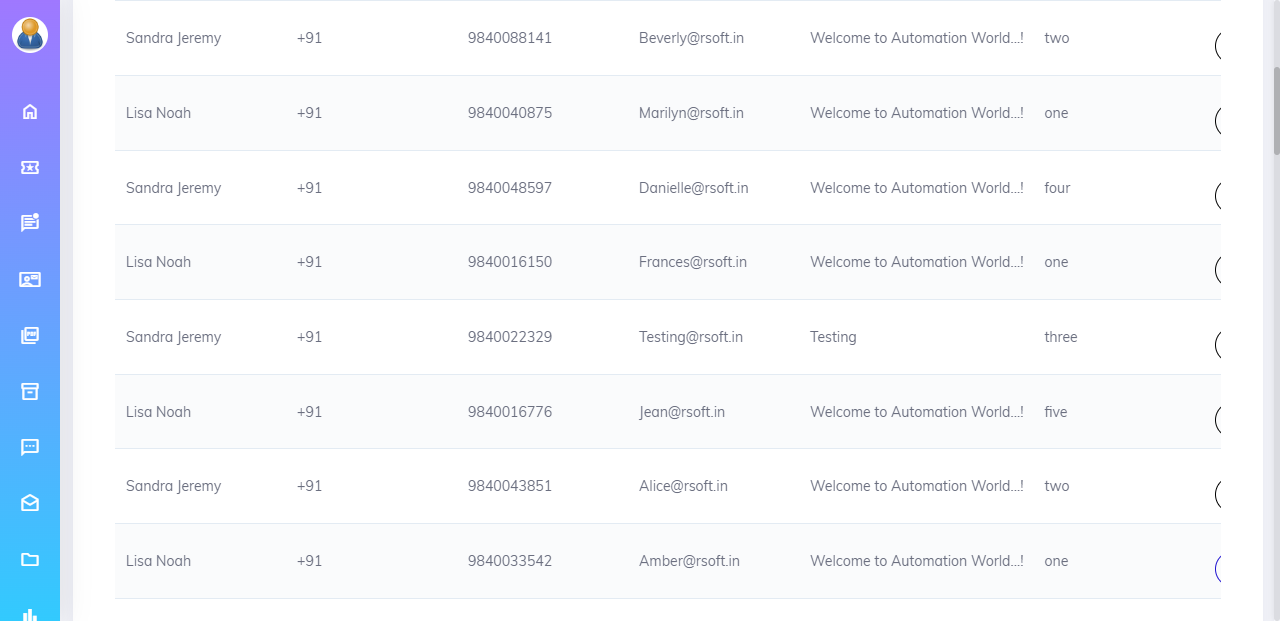 Sandra Jeremy +91 9840088141 Beverly@rsoft.in Welcome to Automation World...! two
Lisa Noah +91 9840040875 Marilyn@rsoft.in Welcome to Automation World...! one
Sandra Jeremy +91 9840048597 Danielle@rsoft.in Welcome to Automation World...! four
Lisa Noah +91 9840016150 Frances@rsoft.in Welcome to Automation World...! one
Sandra Jeremy +91 9840022329 Testing@rsoft.in Testing three
Lisa Noah +91 9840016776 Jean@rsoft.in Welcome to Automation World...! five
Sandra Jeremy +91 9840043851 Alice@rsoft.in Welcome to Automation World...! two
Lisa Noah +91 9840033542 Amber@rsoft.in Welcome to Automation World...! one